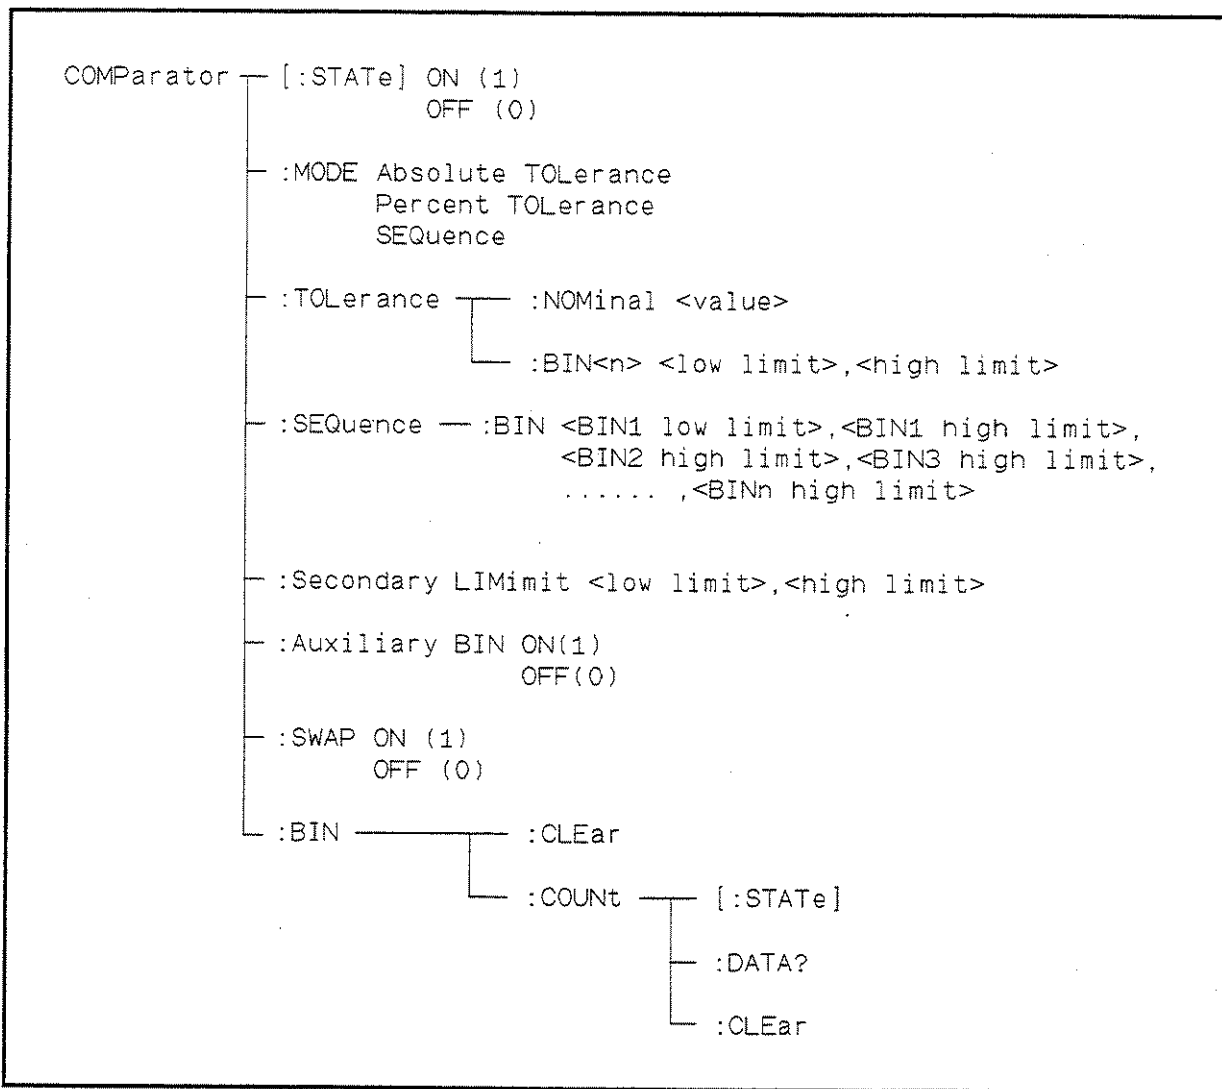 COMParator [:STATe] ON (1)
OFF (0)
:MODE Absolute TOLerance
Percent TOLerance
SEQuence
:TOLerance :NOMinal <value>
:BIN<n> <low limit>,<high limit>
:SEQuence :BIN <BIN1 low limit>,<BIN1 high limit>,
<BIN2 high limit>,<BIN3 high limit>,
...... ,<BINn high limit>
:Secondary LIMimit <low limit>,<high limit>
:Auxiliary BIN ON(1)
OFF(0)
:SWAP ON (1)
OFF (0)
:BIN :CLEar
:COUNt [:STATe]
:DATA?
:CLEar